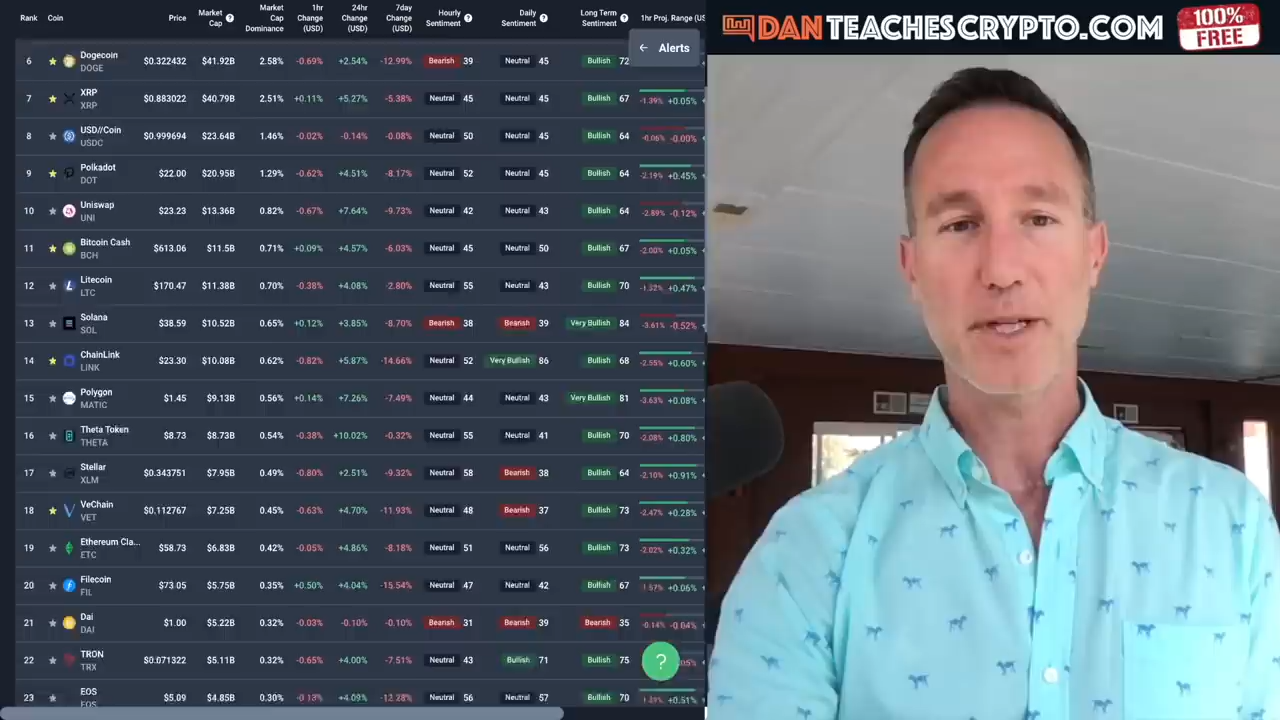 Rank Coin Price Market Cap ? Market Cap Dominance 1hr Change (USD) 24hr Change (USD) 7day Change (USD) Hourly Sentiment ? Daily Sentiment ? Long Term Sentiment ? 1hr Proj. Range (US
← Alerts
DANTEACHESCRYPTO.COM
100% FREE
6 Dogecoin DOGE $0.322432 $41.92B 2.58% -0.69% +2.54% -12.99% Bearish 39 Neutral 45 Bullish 72
7 XRP XRP $0.883022 $40.79B 2.51% +0.11% +5.27% -5.38% Neutral 45 Neutral 45 Bullish 67 -1.39% +0.05%
8 USD//Coin USDC $0.999694 $23.64B 1.46% -0.02% -0.14% -0.08% Neutral 50 Neutral 45 Bullish 64 -0.06% -0.00%
9 Polkadot DOT $22.00 $20.95B 1.29% -0.62% +4.51% -8.17% Neutral 52 Neutral 45 Bullish 64 -2.19% +0.45%
10 Uniswap UNI $23.23 $13.36B 0.82% -0.67% +7.64% -9.73% Neutral 42 Neutral 43 Bullish 64 -2.89% -0.12%
11 Bitcoin Cash BCH $613.06 $11.5B 0.71% +0.09% +4.57% -6.03% Neutral 45 Neutral 50 Bullish 67 -2.00% +0.05%
12 Litecoin LTC $170.47 $11.38B 0.70% -0.38% +4.08% -2.80% Neutral 55 Neutral 43 Bullish 70 -1.32% +0.47%
13 Solana SOL $38.59 $10.52B 0.65% +0.12% +3.85% -8.70% Bearish 38 Bearish 39 Very Bullish 84 -3.61% -0.52%
14 ChainLink LINK $23.30 $10.08B 0.62% -0.82% +5.87% -14.66% Neutral 52 Very Bullish 86 Bullish 68 -2.55% +0.60%
15 Polygon MATIC $1.45 $9.13B 0.56% +0.14% +7.26% -7.49% Neutral 44 Neutral 43 Very Bullish 81 -3.63% +0.08%
16 Theta Token THETA $8.73 $8.73B 0.54% -0.38% +10.02% -0.32% Neutral 55 Neutral 41 Bullish 70 -2.08% +0.80%
17 Stellar XLM $0.343751 $7.95B 0.49% -0.80% +2.51% -9.32% Neutral 58 Bearish 38 Bullish 64 -2.10% +0.91%
18 VeChain VET $0.112767 $7.25B 0.45% -0.63% +4.70% -11.93% Neutral 48 Bearish 37 Bullish 73 -2.47% +0.28%
19 Ethereum Cla... ETC $58.73 $6.83B 0.42% -0.05% +4.86% -8.18% Neutral 51 Neutral 56 Bullish 73 -2.02% +0.32%
20 Filecoin FIL $73.05 $5.75B 0.35% +0.50% +4.04% -15.54% Neutral 47 Neutral 42 Bullish 67 +0.06%
21 Dai DAI $1.00 $5.22B 0.32% -0.03% -0.10% -0.10% Bearish 31 Bearish 39 Bearish 35 -0.14% -0.04%
22 TRON TRX $0.071322 $5.11B 0.32% -0.65% +4.00% -7.51% Neutral 43 Bullish 71 Bullish 75
?
23 EOS EOS $5.09 $4.85B 0.30% -0.13% +4.09% -12.28% Neutral 56 Neutral 57 Bullish 70 +0.51%